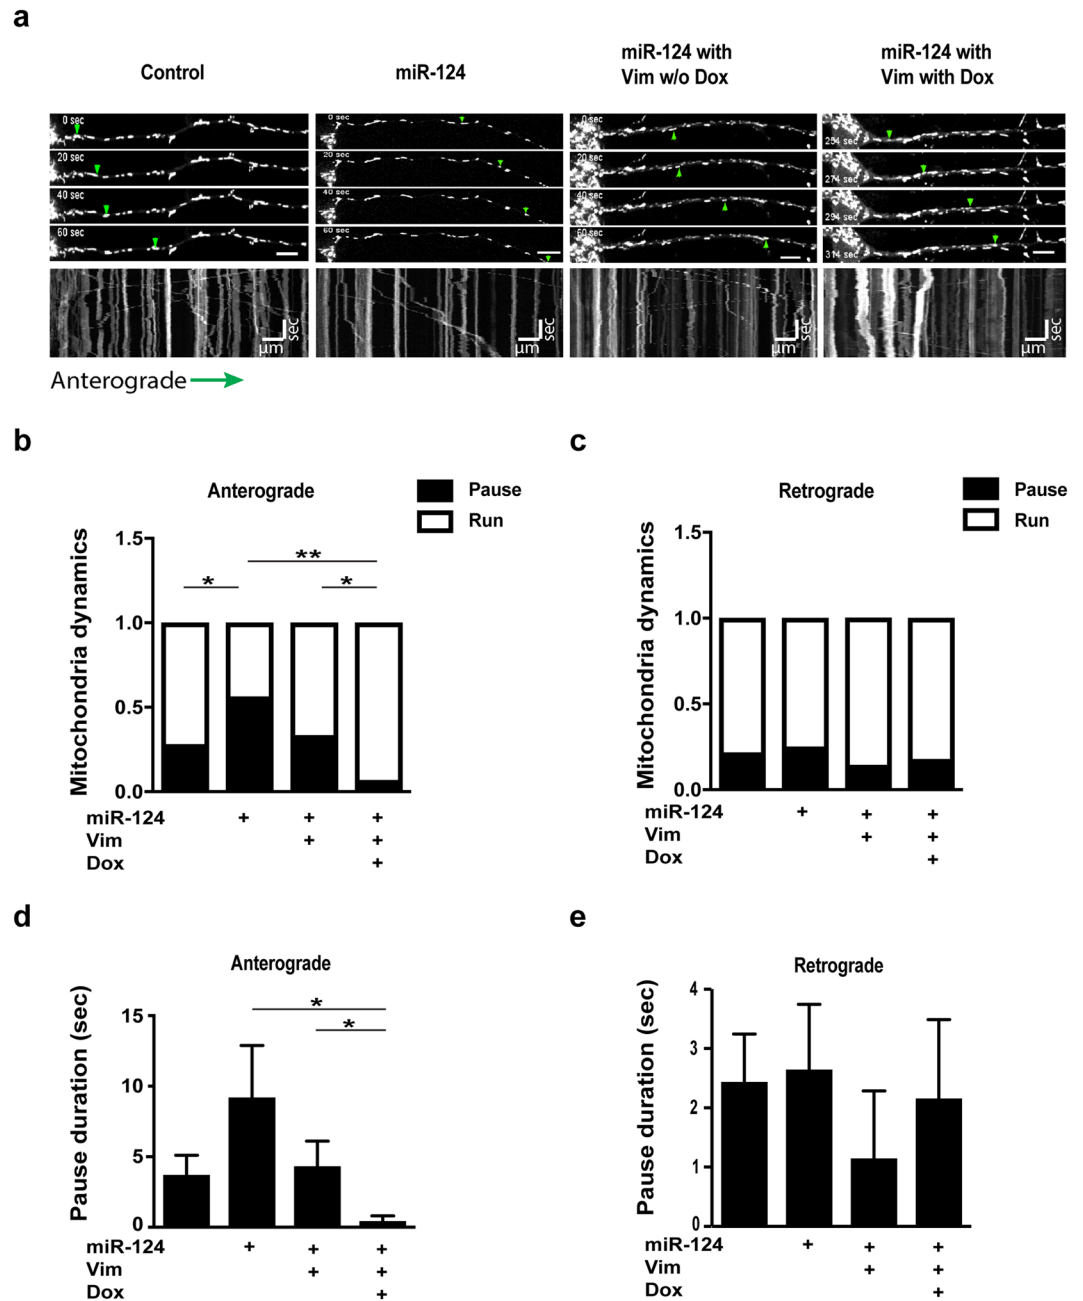 a
Control
miR-124
miR-124 with
Vim w/o Dox
miR-124 with
Vim with Dox
0 sec
20 sec
40 sec
60 sec
0 sec
20 sec
40 sec
60 sec
0 sec
20 sec
40 sec
60 sec
254 sec
274 sec
294 sec
314 sec
µm
sec
µm
sec
µm
sec
µm
sec
Anterograde
b
Anterograde
Pause
Run
Mitochondria dynamics
1.5
1.0
0.5
0.0
*
**
*
miR-124 + + +
Vim + +
Dox +
c
Retrograde
Pause
Run
Mitochondria dynamics
1.5
1.0
0.5
0.0
miR-124 + + +
Vim + +
Dox +
d
Anterograde
Pause duration (sec)
15
10
5
0
*
*
miR-124 + + +
Vim + +
Dox +
e
Retrograde
Pause duration (sec)
4
3
2
1
0
miR-124 + + +
Vim + +
Dox +